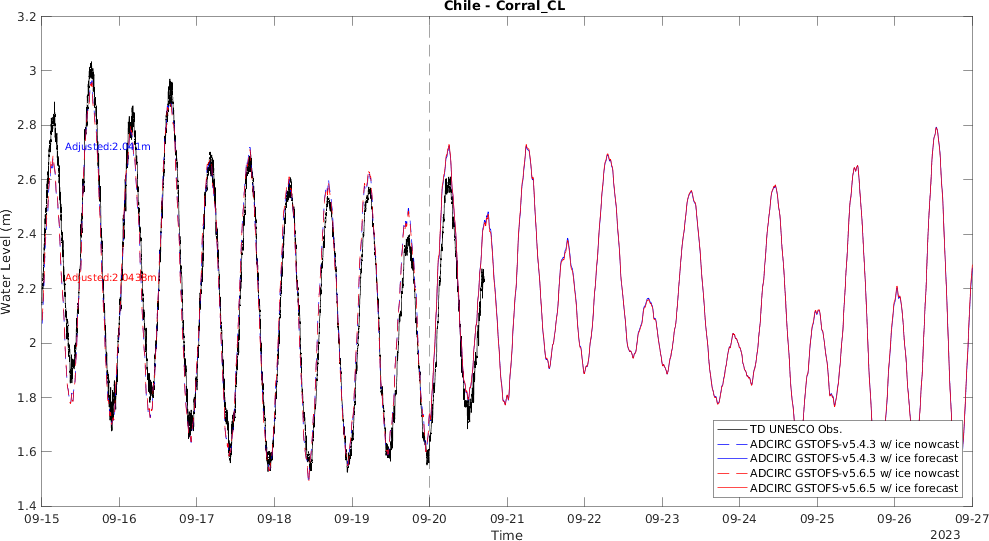 Chile - Corral_CL
3.2
3
2.8
2.6
2.4
2.2
2
1.8
1.6
1.4
Water Level (m)
Adjusted:2.041m
Adjusted:2.0433m
TD UNESCO Obs.
ADCIRC GSTOFS-v5.4.3 w/ ice nowcast
ADCIRC GSTOFS-v5.4.3 w/ ice forecast
ADCIRC GSTOFS-v5.6.5 w/ ice nowcast
ADCIRC GSTOFS-v5.6.5 w/ ice forecast
09-15 09-16 09-17 09-18 09-19 09-20 09-21 09-22 09-23 09-24 09-25 09-26 09-27
Time
2023